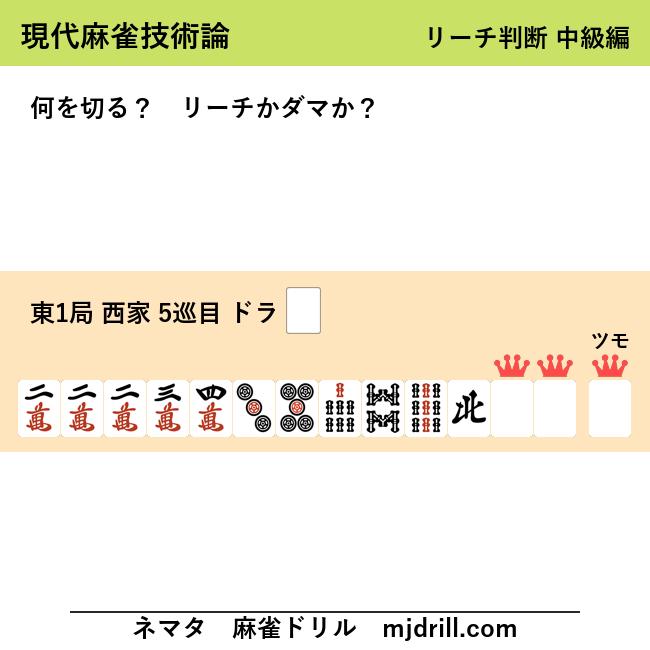 現代麻雀技術論 リーチ判断 中級編
何を切る？ リーチかダマか？
東1局 西家 5巡目 ドラ
ツモ
二萬 二萬 二萬 三萬 四萬 北
ネマタ 麻雀ドリル mjdrill.com